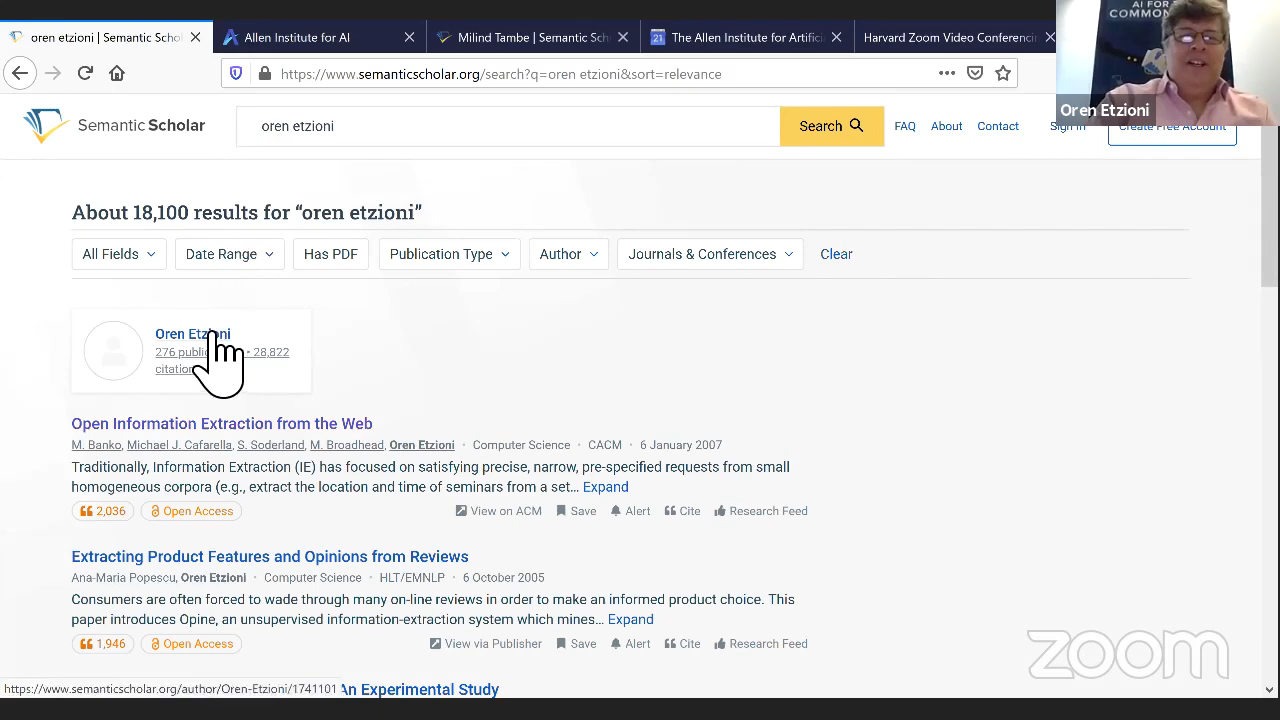 AI FOR
COMMON
oren etzioni | Semantic Schol
Allen Institute for AI
Milind Tambe | Semantic Sch
The Allen Institute for Artific
Harvard Zoom Video Conferencin
https://www.semanticscholar.org/search?q=oren etzioni&sort=relevance
Oren Etzioni
Semantic Scholar
oren etzioni
Search
FAQ
About
Contact
Sign In
Create Free Account
About 18,100 results for “oren etzioni”
All Fields
Date Range
Has PDF
Publication Type
Author
Journals & Conferences
Clear
Oren Etzioni
276 public • 28,822
citation
Open Information Extraction from the Web
M. Banko, Michael J. Cafarella, S. Soderland, M. Broadhead, Oren Etzioni · Computer Science · CACM · 6 January 2007
Traditionally, Information Extraction (IE) has focused on satisfying precise, narrow, pre-specified requests from small
homogeneous corpora (e.g., extract the location and time of seminars from a set… Expand
2,036 Open Access View on ACM Save Alert Cite Research Feed
Extracting Product Features and Opinions from Reviews
Ana-Maria Popescu, Oren Etzioni · Computer Science · HLT/EMNLP · 6 October 2005
Consumers are often forced to wade through many on-line reviews in order to make an informed product choice. This
paper introduces Opine, an unsupervised information-extraction system which mines… Expand
1,946 Open Access View via Publisher Save Alert Cite Research Feed
zoom
https://www.semanticscholar.org/author/Oren-Etzioni/1741101
An Experimental Study